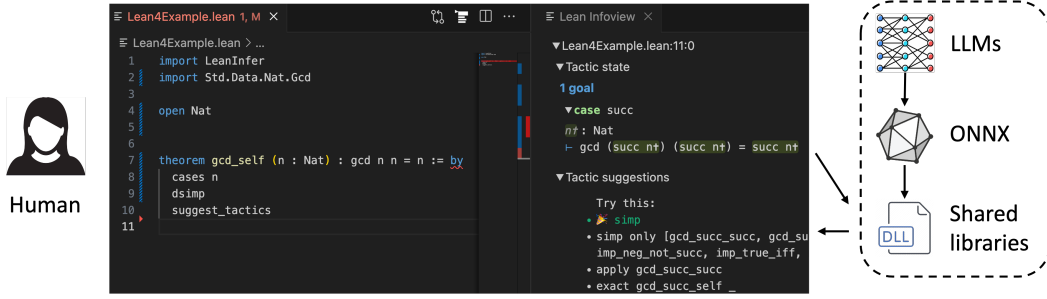 Human
Lean4Example.lean 1, M
Lean4Example.lean > ...
1 import LeanInfer
2 import Std.Data.Nat.Gcd
3
4 open Nat
5
6
7 theorem gcd_self (n : Nat) : gcd n n = n := by
8 cases n
9 dsimp
10 suggest_tactics
11
Lean Infoview
Lean4Example.lean:11:0
Tactic state
1 goal
case succ
n✝ : Nat
⊢ gcd (succ n✝) (succ n✝) = succ n✝
Tactic suggestions
Try this:
• 🎉 simp
• simp only [gcd_succ_succ, gcd_su
imp_neg_not_succ, imp_true_iff,
• apply gcd_succ_succ
• exact gcd_succ_self _
LLMs
ONNX
DLL
Shared
libraries